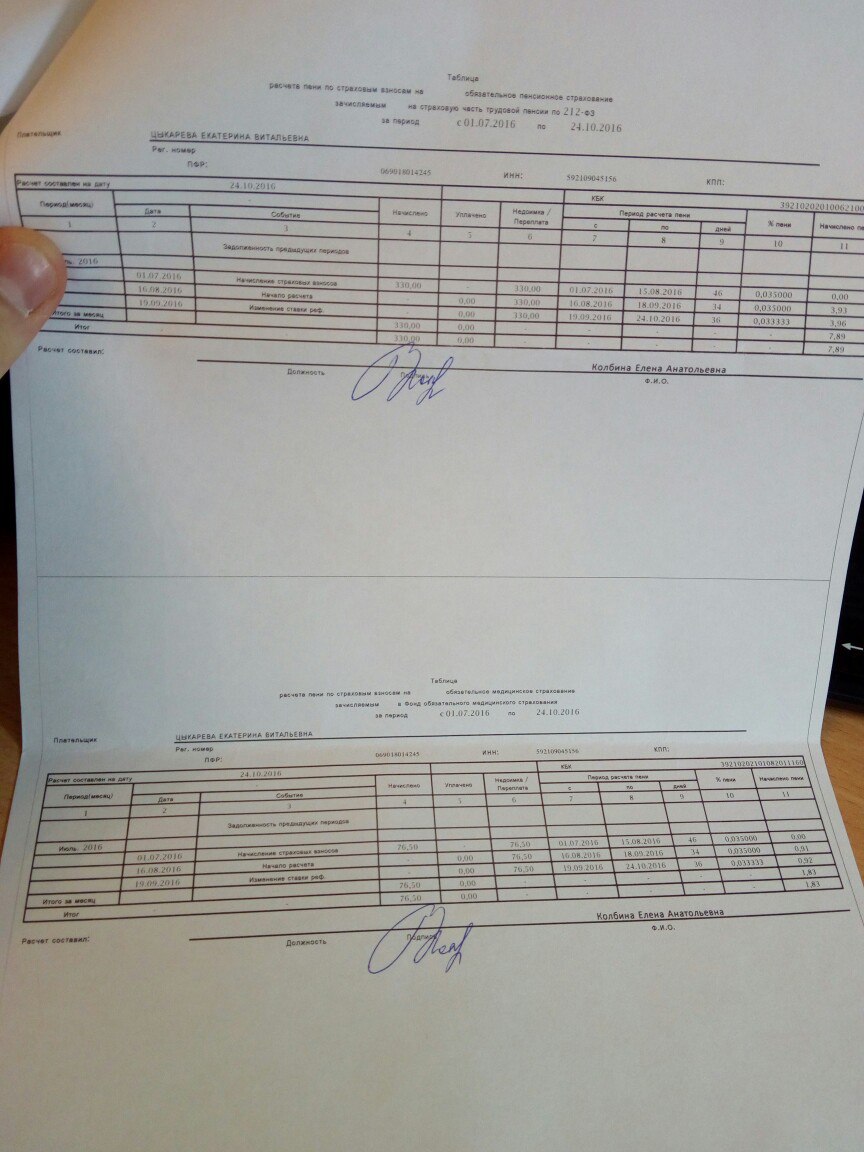 Таблица
расчета пени по страховым взносам на обязательное пенсионное страхование
зачисляемым на страховую часть трудовой пенсии по 212-ФЗ
за период с 01.07.2016 по 24.10.2016
Плательщик ЦЫКАРЕВА ЕКАТЕРИНА ВИТАЛЬЕВНА
Рег. номер
ПФР: 069018014245 ИНН: 592109045156 КПП:
Расчет составлен на дату 24.10.2016 КБК 39210202010062100
Период(месяц) Дата Событие Начислено Уплачено Недоимка / Переплата Период расчета пени с по дней % пени Начислено пе
1 2 3 4 5 6 7 8 9 10 11
Задолженность предыдущих периодов
ль, 2016
01.07.2016 Начисление страховых взносов 330,00 - 330,00 01.07.2016 15.08.2016 46 0,035000 0,00
16.08.2016 Начало расчета 0,00 330,00 16.08.2016 18.09.2016 34 0,035000 3,93
19.09.2016 Изменение ставки реф. 0,00 330,00 19.09.2016 24.10.2016 36 0,033333 3,96
Итого за месяц 330,00 0,00 - - - - - 7,89
Итог 330,00 0,00 - - - - - 7,89
Расчет составил: Колбина Елена Анатольевна
Должность Подпись Ф.И.О.
Таблица
расчета пени по страховым взносам на обязательное медицинское страхование
зачисляемым в Фонд обязательного медицинского страхования
за период с 01.07.2016 по 24.10.2016
Плательщик ЦЫКАРЕВА ЕКАТЕРИНА ВИТАЛЬЕВНА
Рег. номер
ПФР: 069018014245 ИНН: 592109045156 КПП:
Расчет составлен на дату 24.10.2016 КБК 39210202101082011160
Период(месяц) Дата Событие Начислено Уплачено Недоимка / Переплата Период расчета пени с по дней % пени Начислено пени
1 2 3 4 5 6 7 8 9 10 11
Задолженность предыдущих периодов
Июль, 2016
01.07.2016 Начисление страховых взносов 76,50 - 76,50 01.07.2016 15.08.2016 46 0,035000 0,00
16.08.2016 Начало расчета 0,00 76,50 16.08.2016 18.09.2016 34 0,035000 0,91
19.09.2016 Изменение ставки реф. 0,00 76,50 19.09.2016 24.10.2016 36 0,033333 0,92
Итого за месяц 76,50 0,00 - - - - - 1,83
Итог 76,50 0,00 - - - - - 1,83
Расчет составил: Колбина Елена Анатольевна
Должность Подпись Ф.И.О.